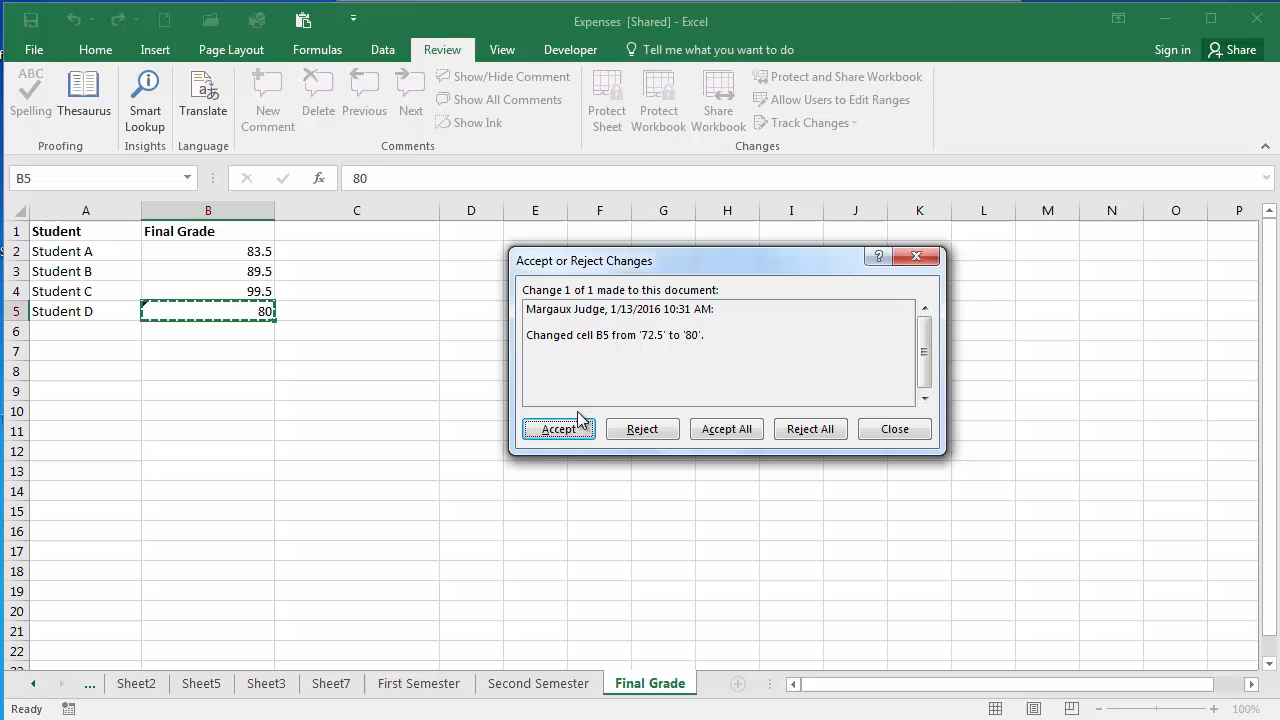 Expenses [Shared] - Excel
File Home Insert Page Layout Formulas Data Review View Developer Tell me what you want to do Sign in Share
ABC
Spelling Thesaurus
Smart Lookup
Translate
New Comment
Delete Previous Next
Show/Hide Comment
Show All Comments
Show Ink
Protect Sheet
Protect Workbook
Share Workbook
Protect and Share Workbook
Allow Users to Edit Ranges
Track Changes
Proofing Insights Language Comments Changes
B5 fx 80
A B C D E F G H I J K L M N O P
1 Student Final Grade
2 Student A 83.5
3 Student B 89.5
4 Student C 99.5
5 Student D 80
6
7
8
9
10
11
12
13
14
15
16
17
18
19
20
21
22
Accept or Reject Changes ?
Change 1 of 1 made to this document:
Margaux Judge, 1/13/2016 10:31 AM:
Changed cell B5 from '72.5' to '80'.
Accept Reject Accept All Reject All Close
... Sheet2 Sheet5 Sheet3 Sheet7 First Semester Second Semester Final Grade
Ready 100%